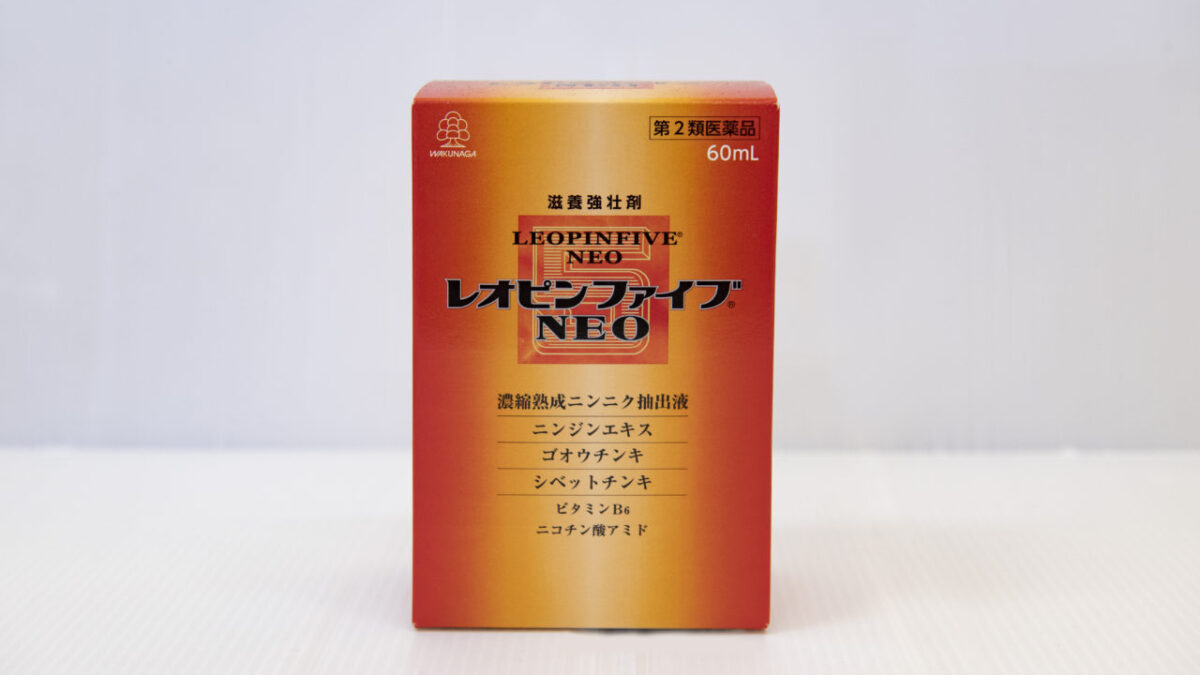 WAKUNAGA
第2類医薬品
60mL
滋養強壮剤
LEOPINFIVE®
NEO
レオピンファイブ®
NEO
濃縮熟成ニンニク抽出液
ニンジンエキス
ゴオウチンキ
シベットチンキ
ビタミンB6
ニコチン酸アミド